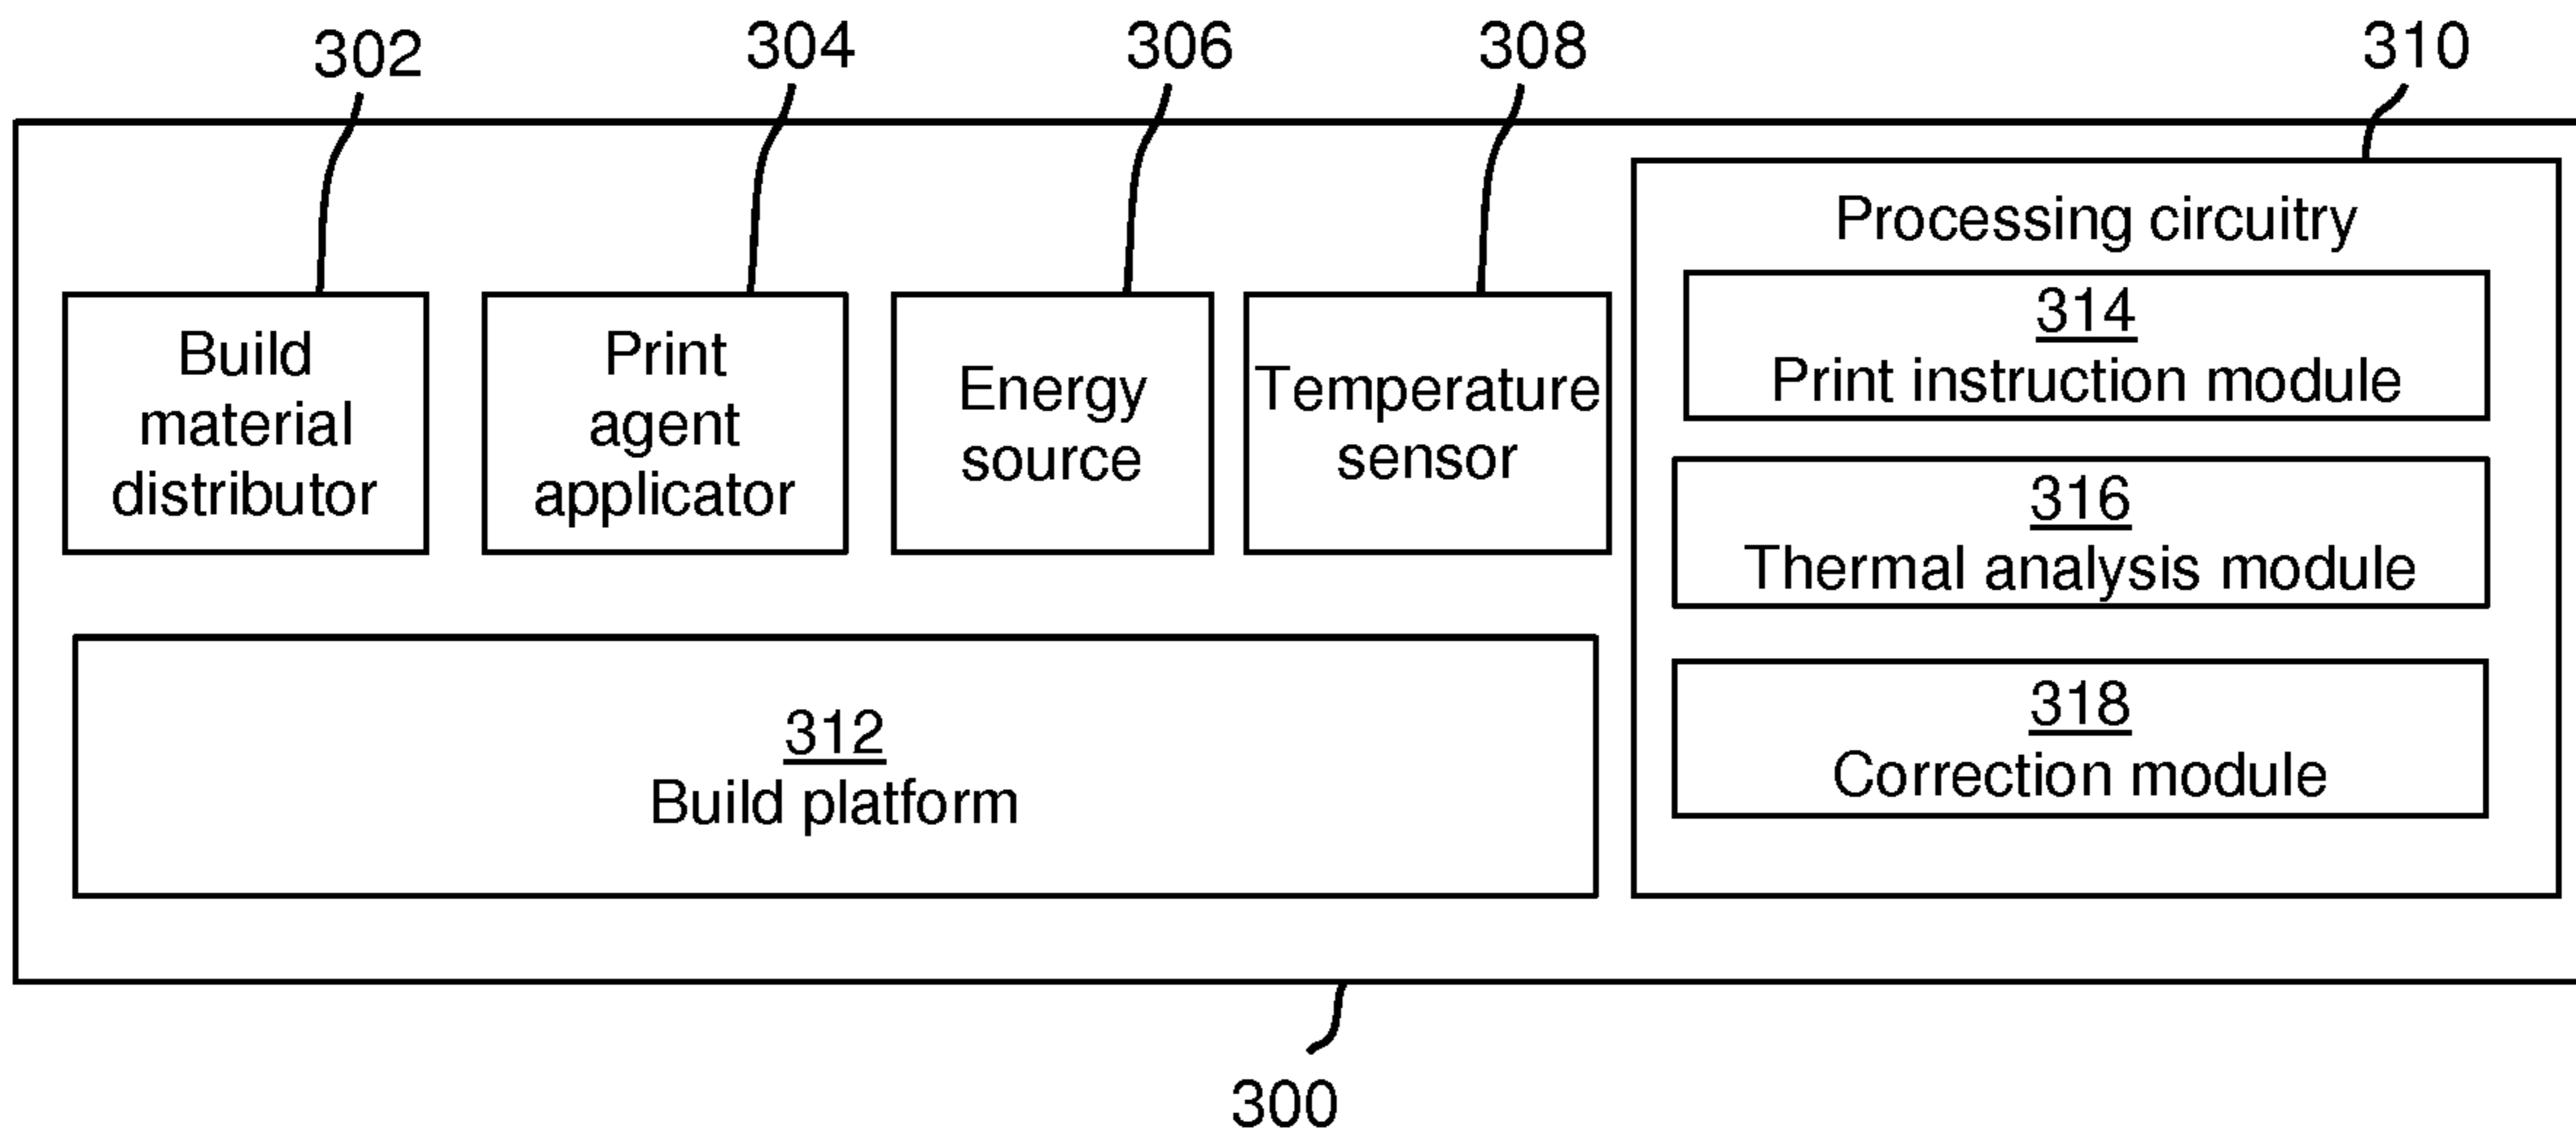 302
304
306
308
310
Build
material
distributor
Print
agent
applicator
Energy
source
Temperature
sensor
Processing circuitry
314
Print instruction module
316
Thermal analysis module
318
Correction module
312
Build platform
300